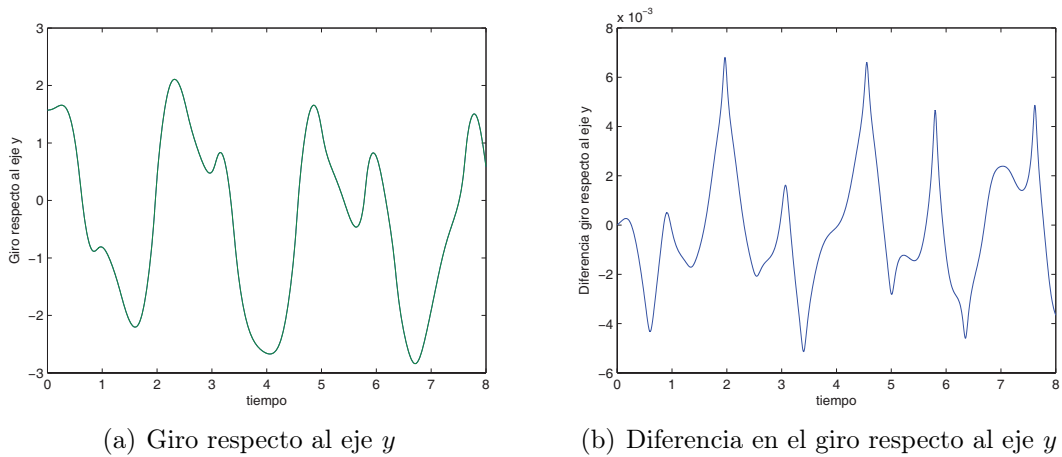 3
2
1
0
−1
−2
−3
0 1 2 3 4 5 6 7 8
tiempo
Giro respecto al eje y
(a) Giro respecto al eje y
x 10⁻³
8
6
4
2
0
−2
−4
−6
0 1 2 3 4 5 6 7 8
tiempo
Diferencia giro respecto al eje y
(b) Diferencia en el giro respecto al eje y